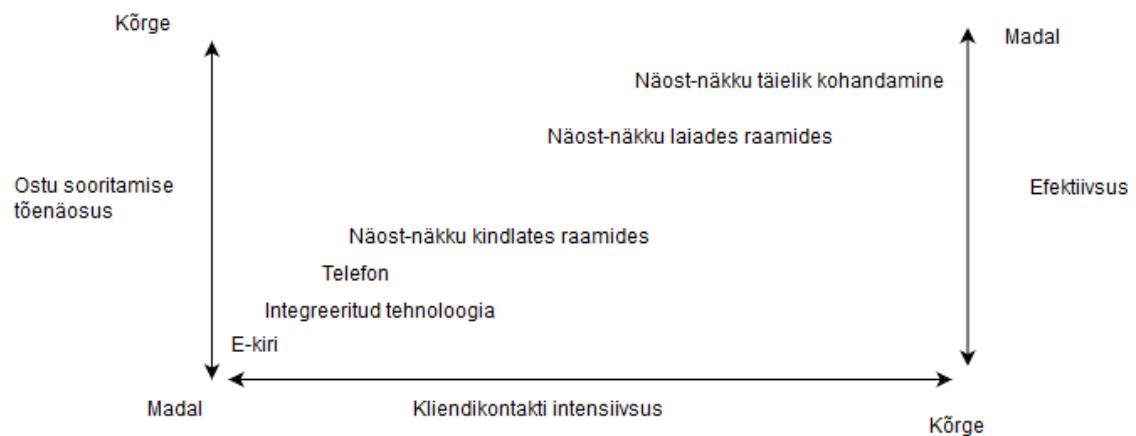 Kõrge
Madal
Näost-näkku täielik kohandamine
Näost-näkku laiades raamides
Ostu sooritamise
tõenäosus
Efektiivsus
Näost-näkku kindlates raamides
Telefon
Integreeritud tehnoloogia
E-kiri
Madal
Kliendikontakti intensiivsus
Kõrge